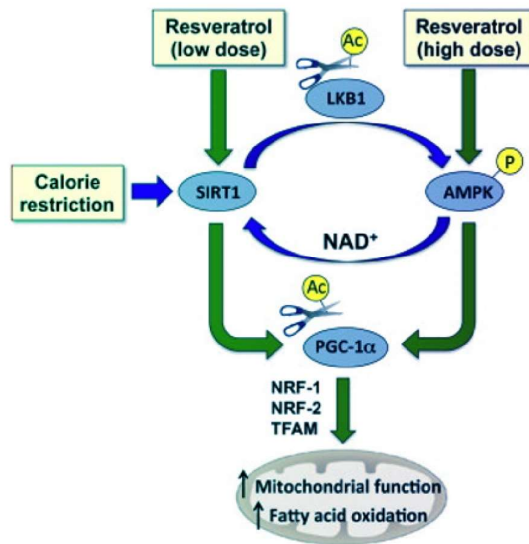 Resveratrol
(low dose)
Ac
Resveratrol
(high dose)
LKB1
P
Calorie
restriction
SIRT1
AMPK
NAD⁺
Ac
PGC-1α
NRF-1
NRF-2
TFAM
↑ Mitochondrial function
↑ Fatty acid oxidation